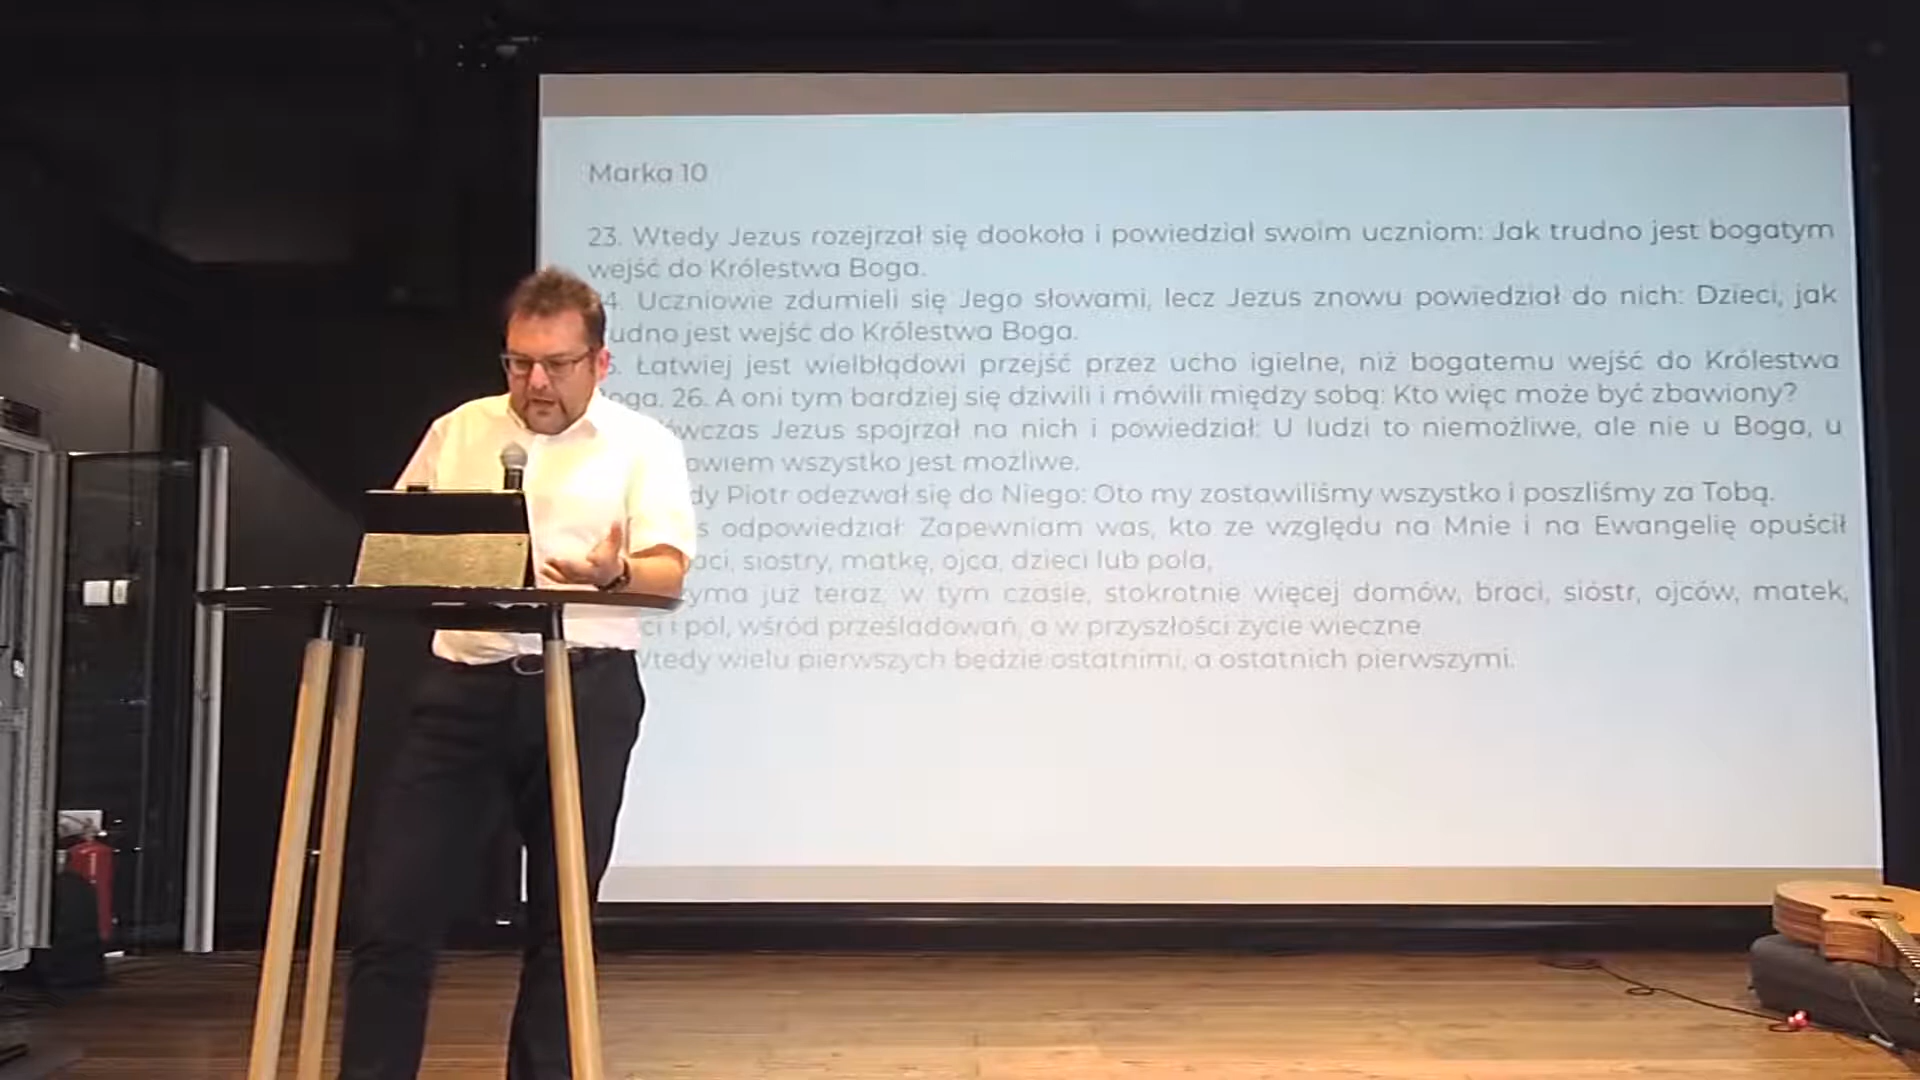 Marka 10
23. Wtedy Jezus rozejrzał się dookoła i powiedział swoim uczniom: Jak trudno jest bogatym
wejść do Królestwa Boga.
4. Uczniowie zdumieli się Jego słowami, lecz Jezus znowu powiedział do nich: Dzieci, jak
udno jest wejść do Królestwa Boga.
Łatwiej jest wielbłądowi przejść przez ucho igielne, niż bogatemu wejść do Królestwa
oga. 26. A oni tym bardziej się dziwili i mówili między sobą: Kto więc może być zbawiony?
ówczas Jezus spojrzał na nich i powiedział: U ludzi to niemożliwe, ale nie u Boga, u
owiem wszystko jest możliwe.
dy Piotr odezwał się do Niego: Oto my zostawiliśmy wszystko i poszliśmy za Tobą.
s odpowiedział: Zapewniam was, kto ze względu na Mnie i na Ewangelię opuścił
aci, siostry, matkę, ojca, dzieci lub pola,
zyma już teraz, w tym czasie, stokrotnie więcej domów, braci, sióstr, ojców, matek,
ci i pól, wśród prześladowań, a w przyszłości życie wieczne
Wtedy wielu pierwszych będzie ostatnimi, a ostatnich pierwszymi.